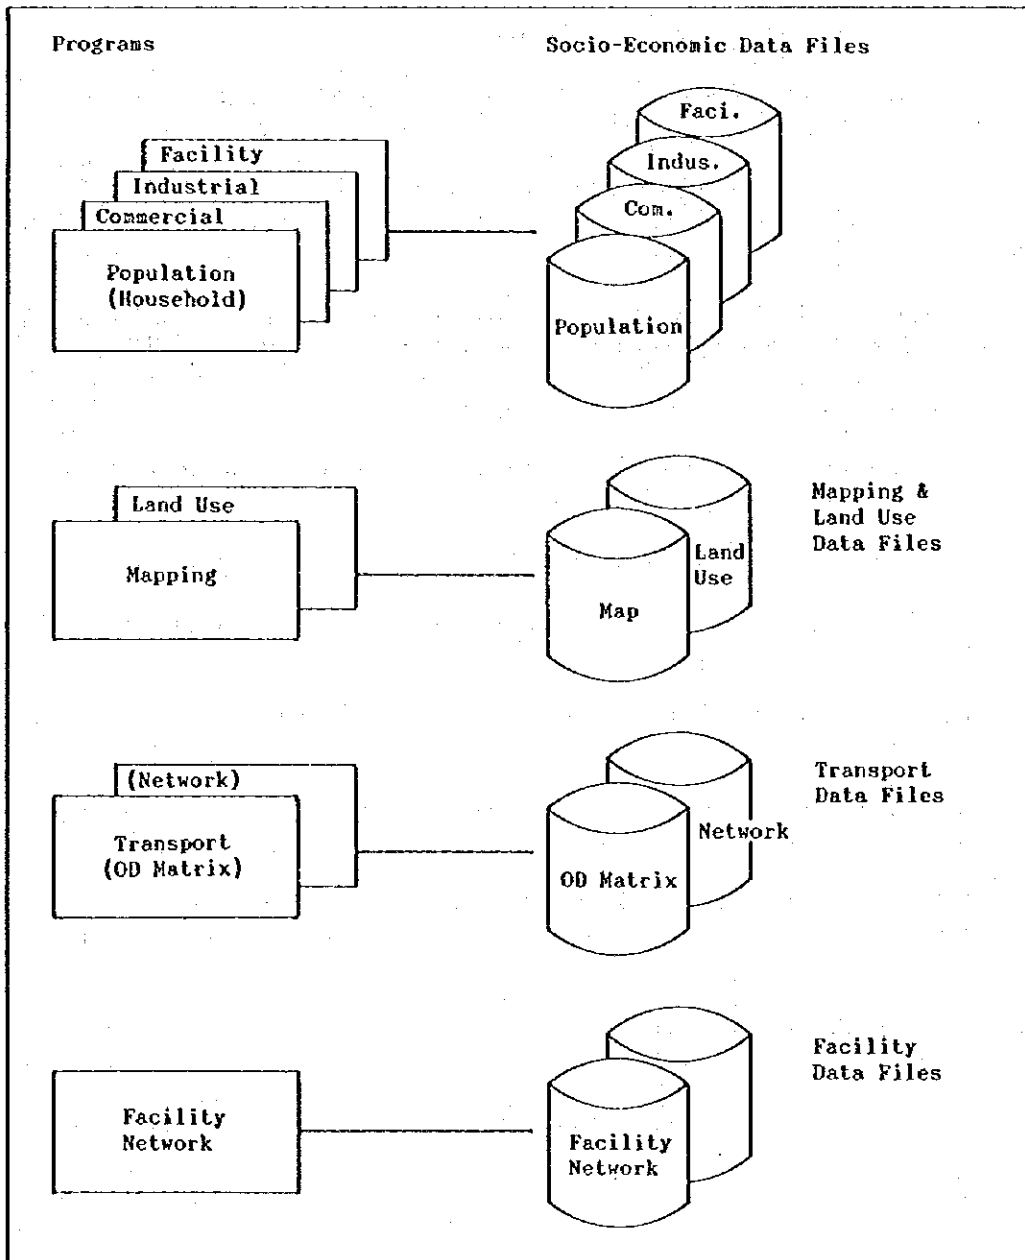 Programs
Socio-Economic Data Files
Facility
Industrial
Commercial
Population
(Household)
Faci.
Indus.
Com.
Population
Land Use
Mapping
Land
Use
Map
Mapping &
Land Use
Data Files
(Network)
Transport
(OD Matrix)
Network
OD Matrix
Transport
Data Files
Facility
Network
Facility
Network
Facility
Data Files